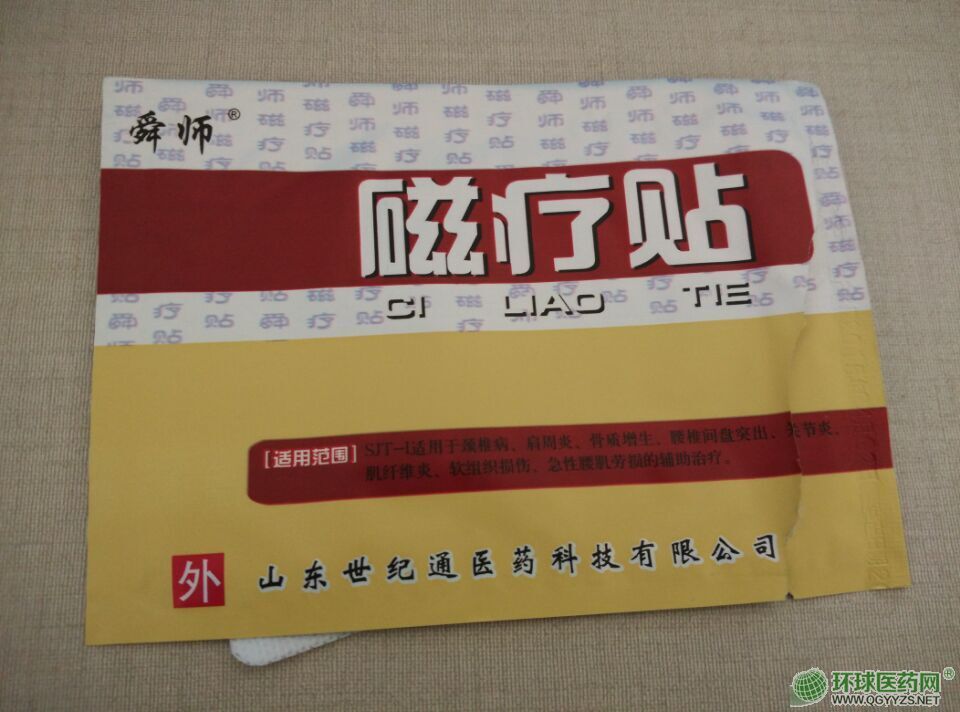 舜师®
磁疗贴
CI LIAO TIE
[适用范围] SJT-1适用于颈椎病、肩周炎、骨质增生、腰椎间盘突出、关节炎、
肌纤维炎、软组织损伤、急性腰肌劳损的辅助治疗。
外 山东世纪通医药科技有限公司
环球医药网®
WWW.QGYYZS.NET